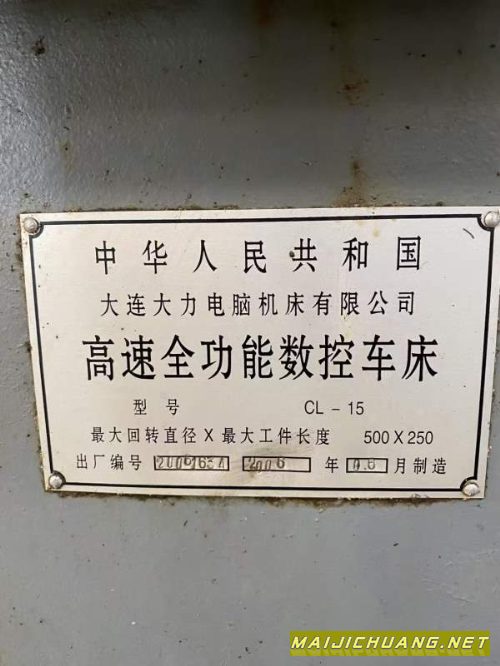 中华人民共和国
大连大力电脑机床有限公司
高速全功能数控车床
型号 CL-15
最大回转直径X最大工件长度 500X250
出厂编号 2006 年 月制造
MAIJICHUANG.NET